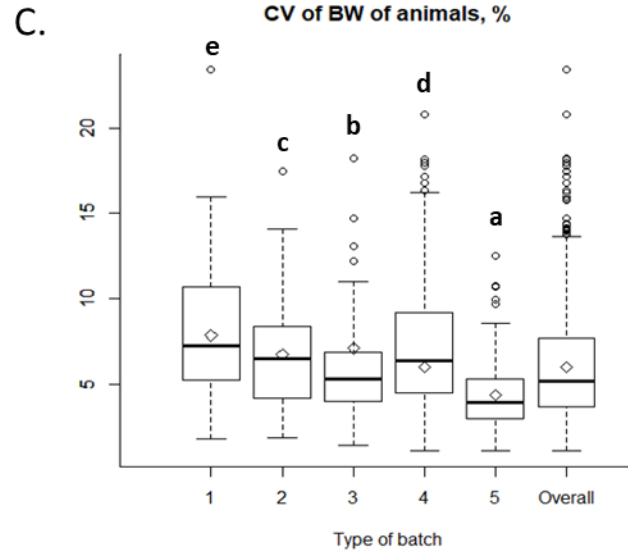 C.
CV of BW of animals, %
e
d
c
b
a
20
15
10
5
1 2 3 4 5 Overall
Type of batch